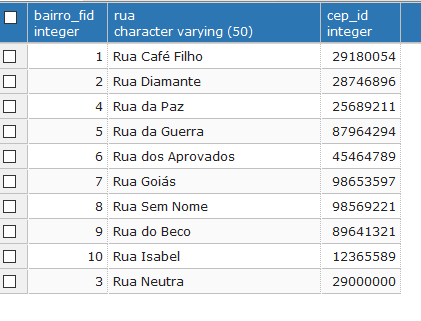 bairro_fid rua cep_id
integer character varying (50) integer
1 Rua Café Filho 29180054
2 Rua Diamante 28746896
4 Rua da Paz 25689211
5 Rua da Guerra 87964294
6 Rua dos Aprovados 45464789
7 Rua Goiás 98653597
8 Rua Sem Nome 98569221
9 Rua do Beco 89641321
10 Rua Isabel 12365589
3 Rua Neutra 29000000